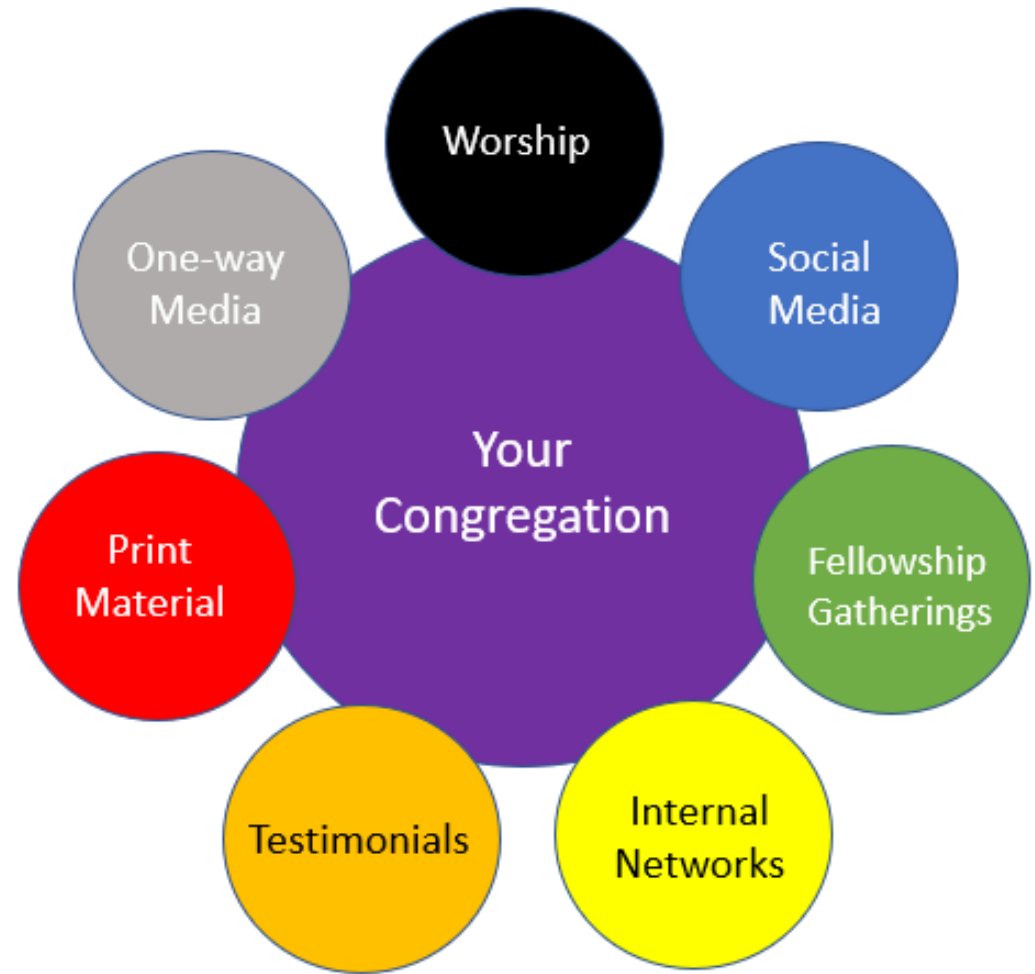 Worship
One-way
Media
Social
Media
Your
Congregation
Print
Material
Fellowship
Gatherings
Testimonials
Internal
Networks